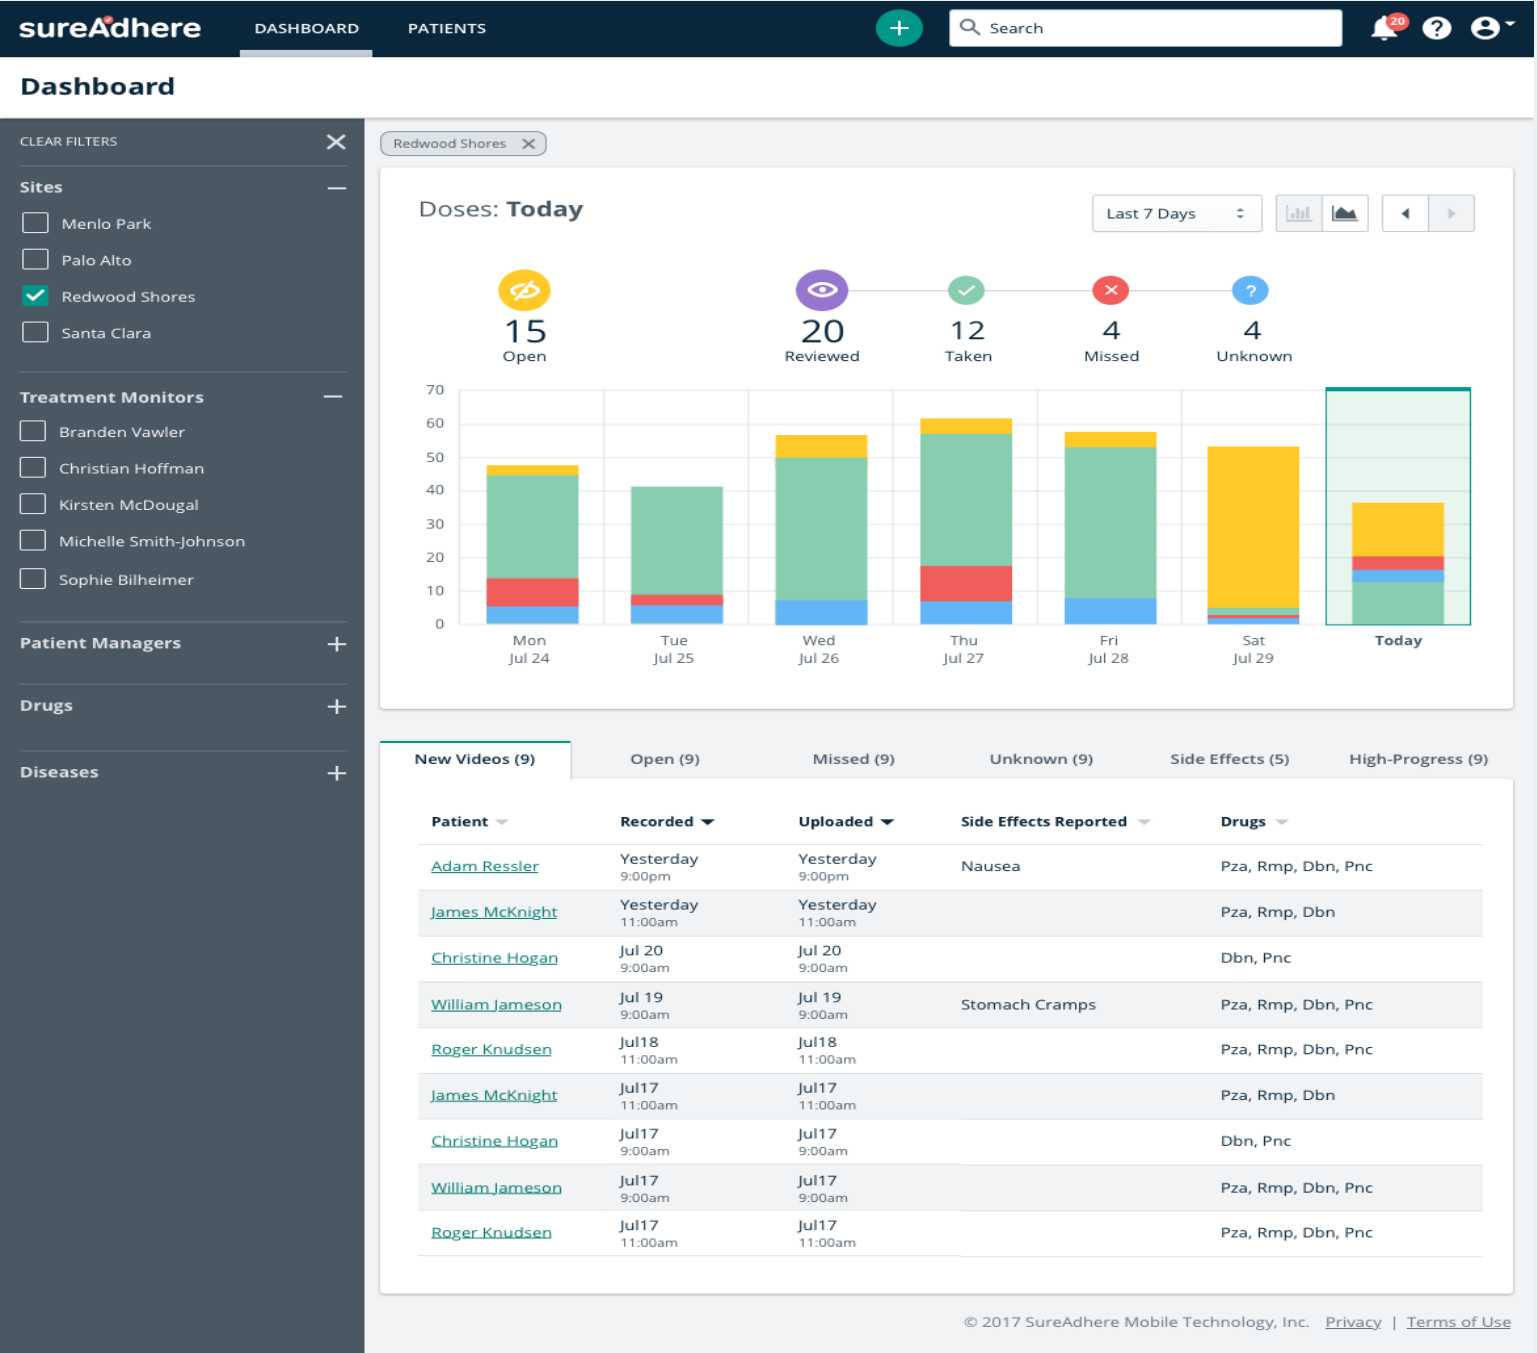 sureAdhere DASHBOARD PATIENTS + Search 20 ?
Dashboard
CLEAR FILTERS
Sites
Menlo Park
Palo Alto
Redwood Shores
Santa Clara
Treatment Monitors
Branden Vawler
Christian Hoffman
Kirsten McDougal
Michelle Smith-Johnson
Sophie Bilheimer
Patient Managers
Drugs
Diseases
Redwood Shores
Doses: Today
Last 7 Days
?
15 20 12 4 4
Open Reviewed Taken Missed Unknown
70
60
50
40
30
20
10
0
Mon Tue Wed Thu Fri Sat Today
Jul 24 Jul 25 Jul 26 Jul 27 Jul 28 Jul 29
New Videos (9) Open (9) Missed (9) Unknown (9) Side Effects (5) High-Progress (9)
Patient Recorded Uploaded Side Effects Reported Drugs
Adam Ressler Yesterday Yesterday Nausea Pza, Rmp, Dbn, Pnc
9:00pm 9:00pm
James McKnight Yesterday Yesterday Pza, Rmp, Dbn
11:00am 11:00am
Christine Hogan Jul 20 Jul 20 Dbn, Pnc
9:00am 9:00am
William Jameson Jul 19 Jul 19 Stomach Cramps Pza, Rmp, Dbn, Pnc
9:00am 9:00am
Roger Knudsen Jul18 Jul18 Pza, Rmp, Dbn, Pnc
11:00am 11:00am
James McKnight Jul17 Jul17 Pza, Rmp, Dbn
11:00am 11:00am
Christine Hogan Jul17 Jul17 Dbn, Pnc
9:00am 9:00am
William Jameson Jul17 Jul17 Pza, Rmp, Dbn, Pnc
9:00am 9:00am
Roger Knudsen Jul17 Jul17 Pza, Rmp, Dbn, Pnc
11:00am 11:00am
© 2017 SureAdhere Mobile Technology, Inc. Privacy | Terms of Use